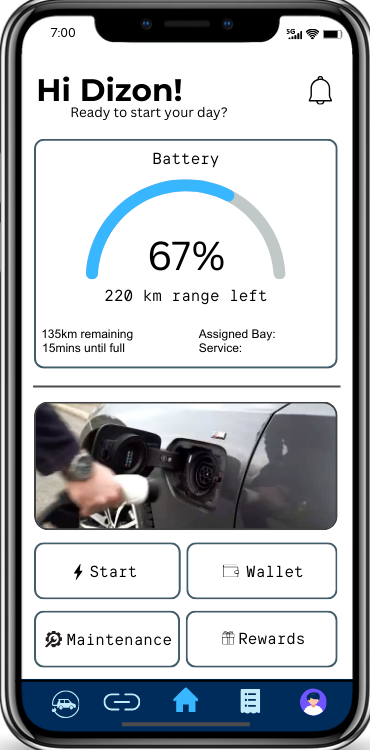 7:00
5G
Hi Dizon!
Ready to start your day?
Battery
67%
220 km range left
135km remaining
15mins until full
Assigned Bay:
Service:
Start
Wallet
Maintenance
Rewards